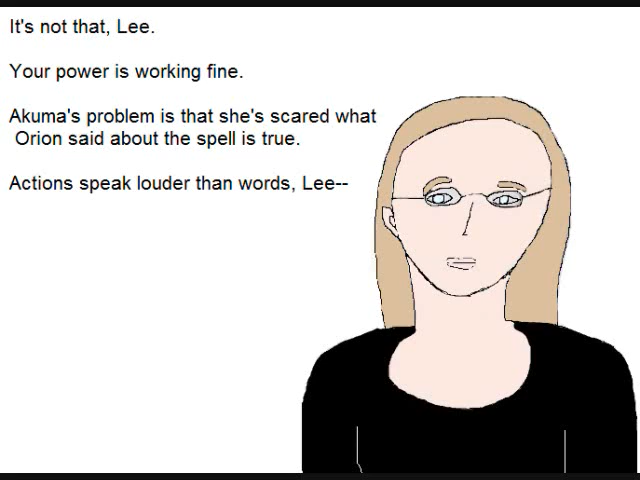 It's not that, Lee.
Your power is working fine.
Akuma's problem is that she's scared what
Orion said about the spell is true.
Actions speak louder than words, Lee--